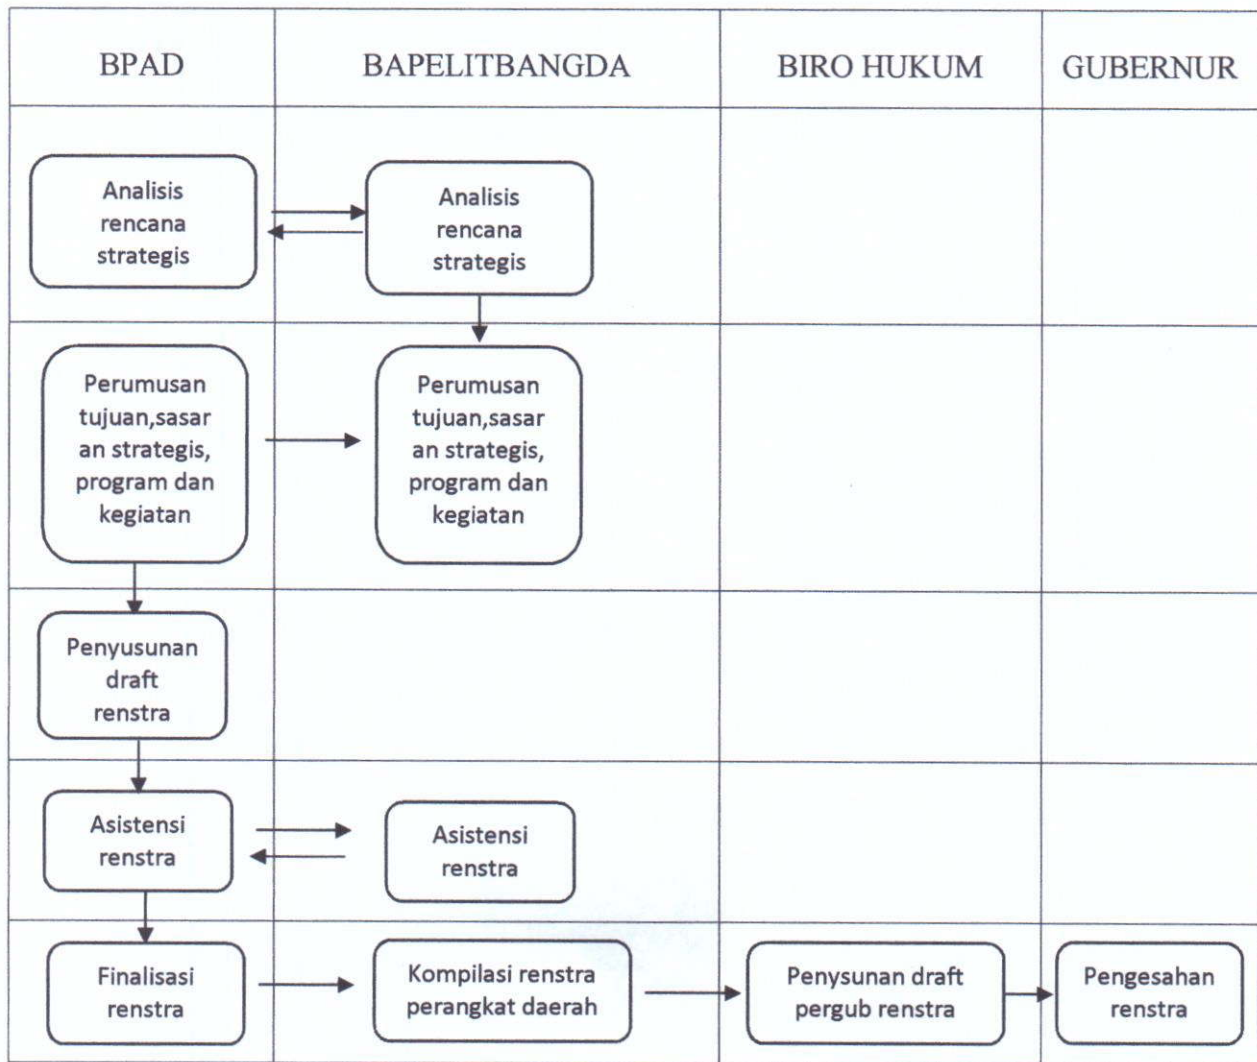 BPAD
BAPELITBANGDA
BIRO HUKUM
GUBERNUR
Analisis
rencana
strategis
Analisis
rencana
strategis
Perumusan
tujuan,sasar
an strategis,
program dan
kegiatan
Perumusan
tujuan,sasar
an strategis,
program dan
kegiatan
Penyusunan
draft
renstra
Asistensi
renstra
Asistensi
renstra
Finalisasi
renstra
Kompilasi renstra
perangkat daerah
Penysunan draft
pergub renstra
Pengesahan
renstra